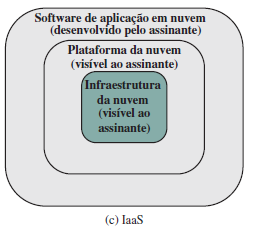 Software de aplicação em nuvem
(desenvolvido pelo assinante)
Plataforma da nuvem
(visível ao assinante)
Infraestrutura
da nuvem
(visível ao
assinante)
(c) IaaS